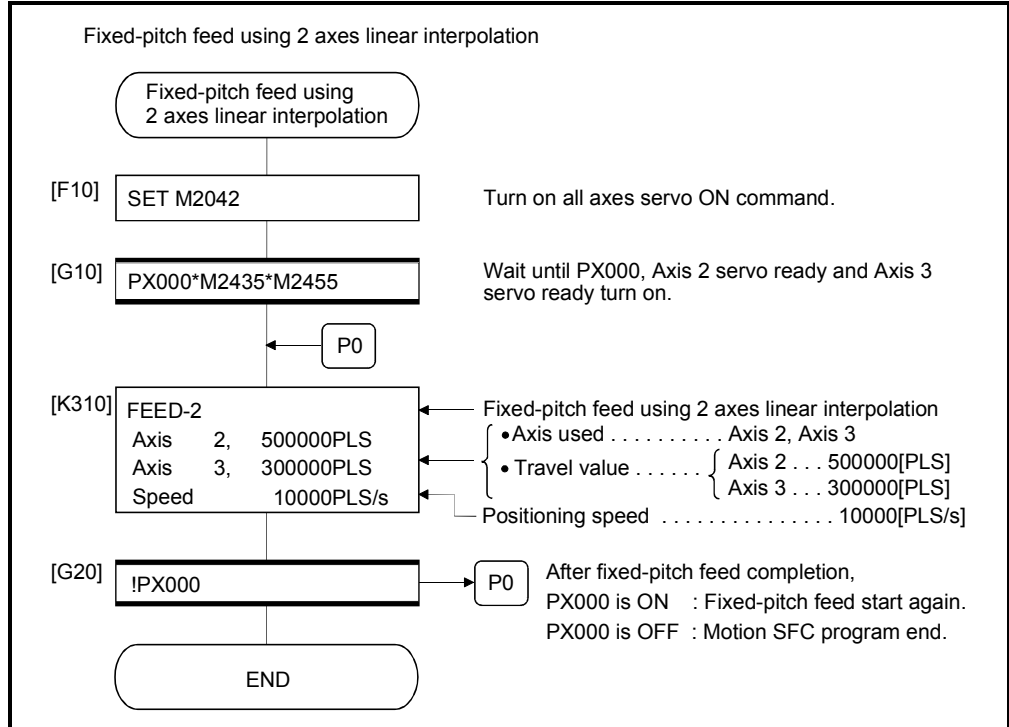 Fixed-pitch feed using 2 axes linear interpolation
Fixed-pitch feed using
2 axes linear interpolation
[F10]
SET M2042
Turn on all axes servo ON command.
[G10]
PX000*M2435*M2455
Wait until PX000, Axis 2 servo ready and Axis 3
servo ready turn on.
P0
[K310]
FEED-2
Axis 2, 500000PLS
Axis 3, 300000PLS
Speed 10000PLS/s
Fixed-pitch feed using 2 axes linear interpolation
•Axis used . . . . . . . . . . Axis 2, Axis 3
• Travel value . . . . . . Axis 2 . . . 500000[PLS]
Axis 3 . . . 300000[PLS]
Positioning speed . . . . . . . . . . . . . . . . 10000[PLS/s]
[G20]
!PX000
P0
After fixed-pitch feed completion,
PX000 is ON : Fixed-pitch feed start again.
PX000 is OFF : Motion SFC program end.
END